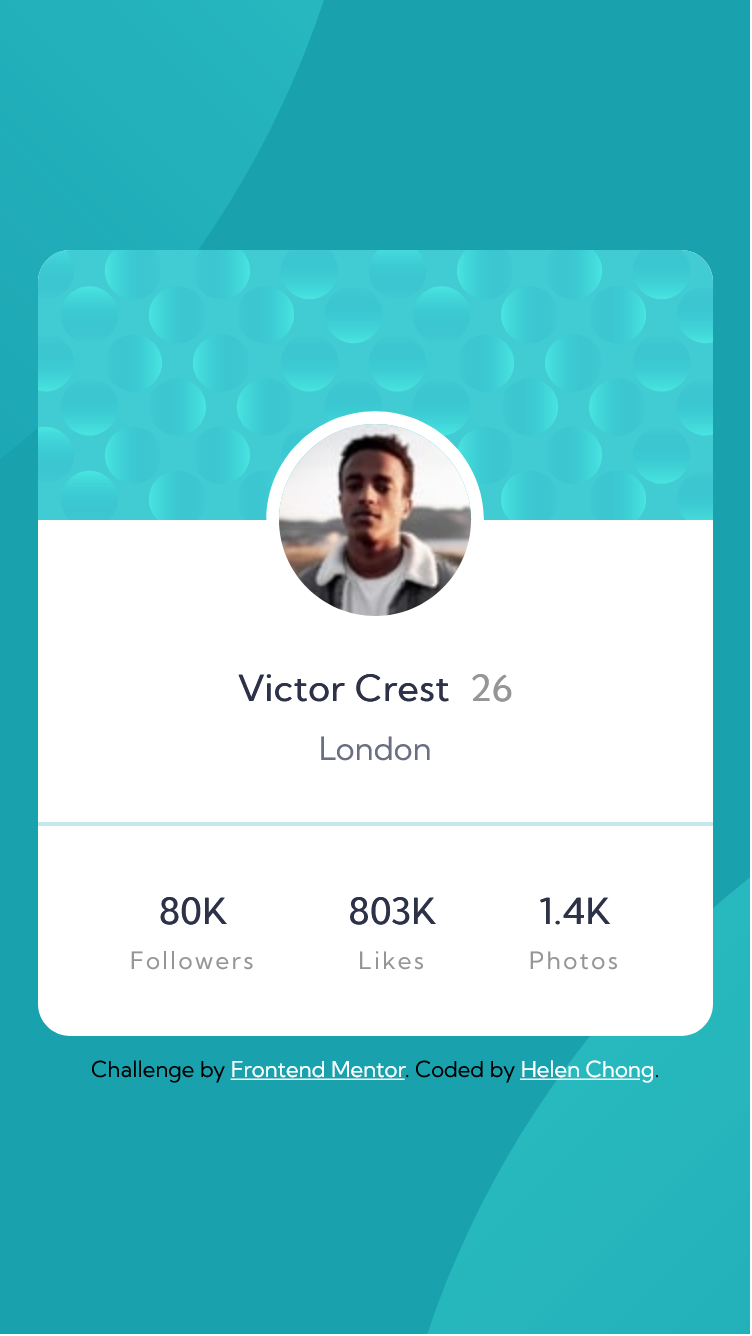 Victor Crest 26
London
80K 803K 1.4K
Followers Likes Photos
Challenge by Frontend Mentor. Coded by Helen Chong.